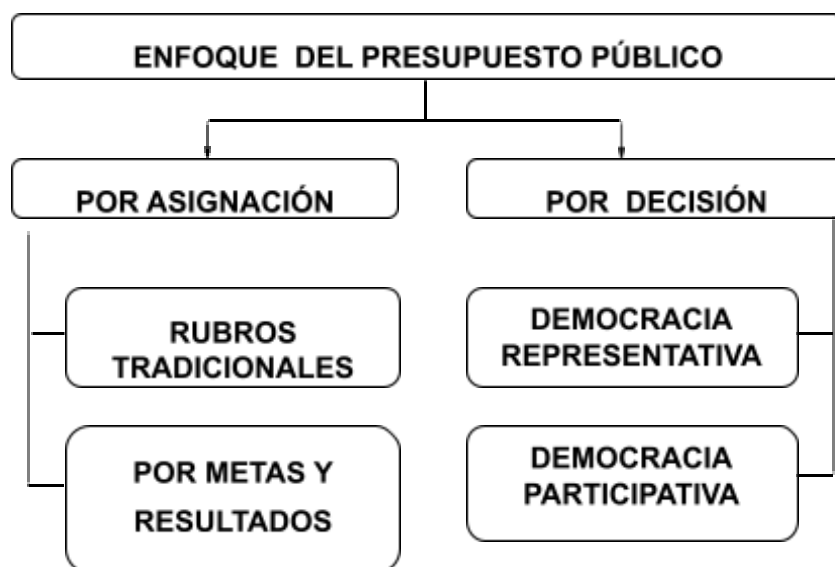 ENFOQUE DEL PRESUPUESTO PÚBLICO
POR ASIGNACIÓN
POR DECISIÓN
RUBROS
TRADICIONALES
DEMOCRACIA
REPRESENTATIVA
POR METAS Y
RESULTADOS
DEMOCRACIA
PARTICIPATIVA